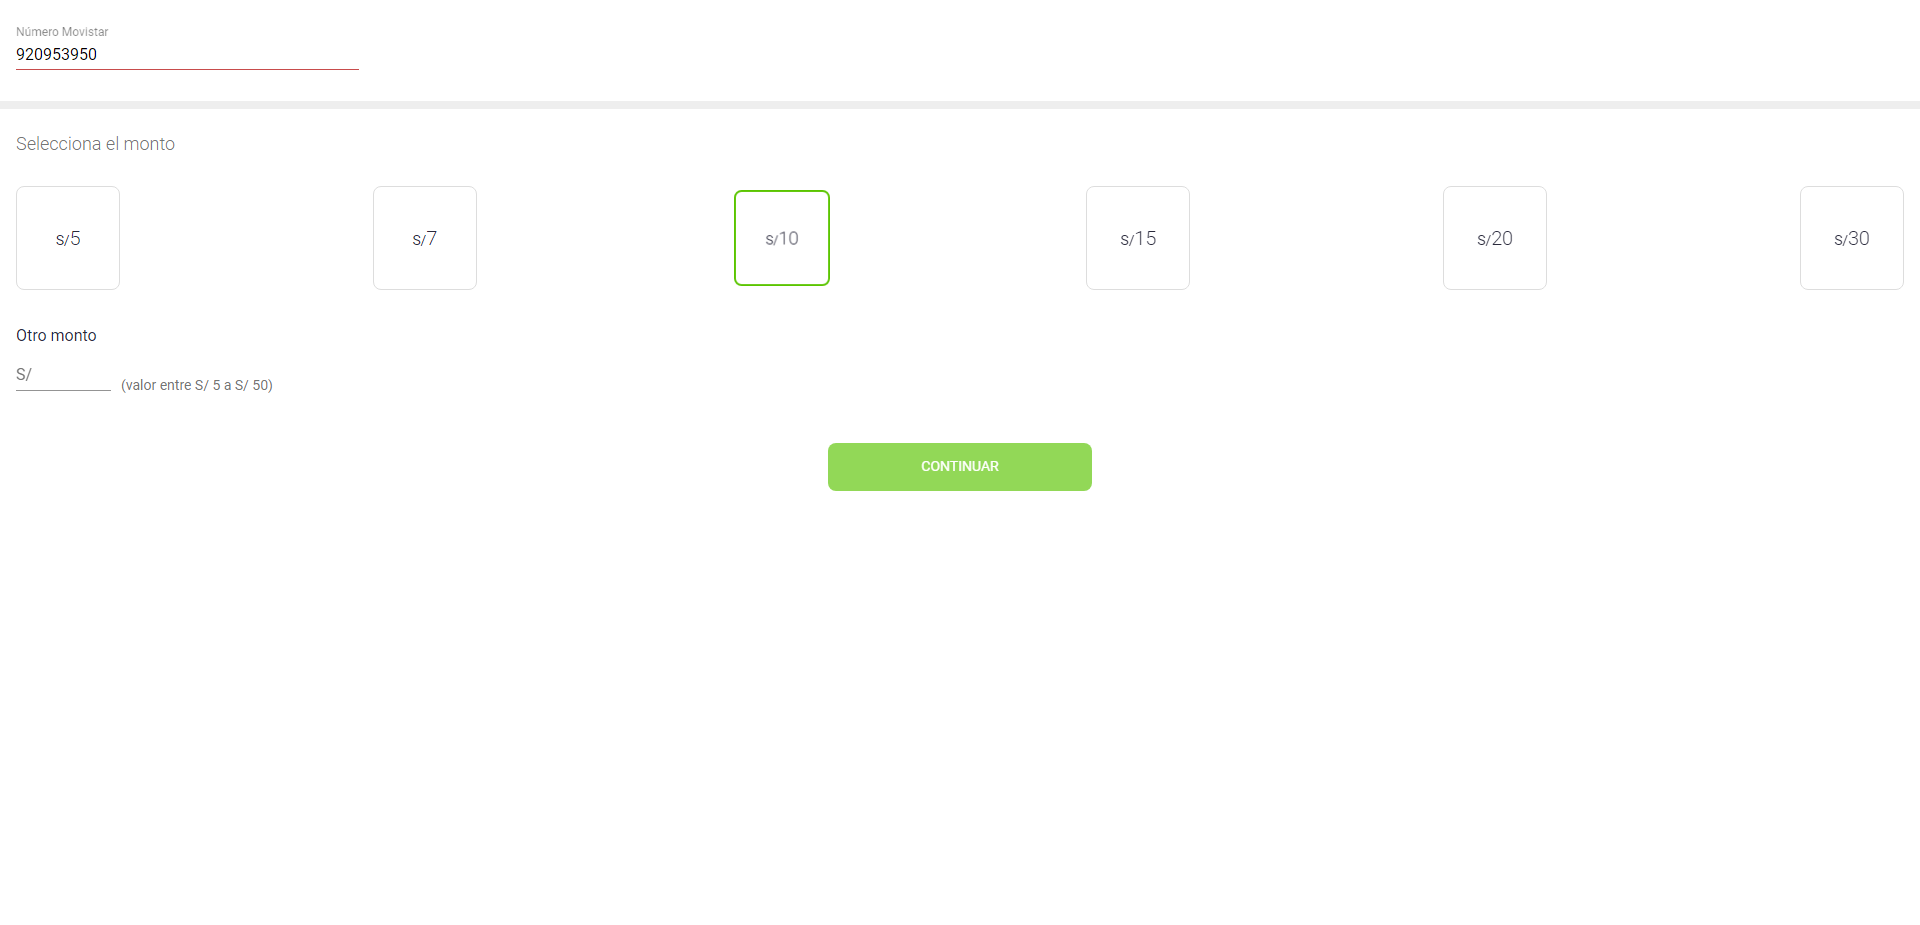 Número Movistar
920953950
Selecciona el monto
s/5 s/7 s/10 s/15 s/20 s/30
Otro monto
S/ (valor entre S/ 5 a S/ 50)
CONTINUAR